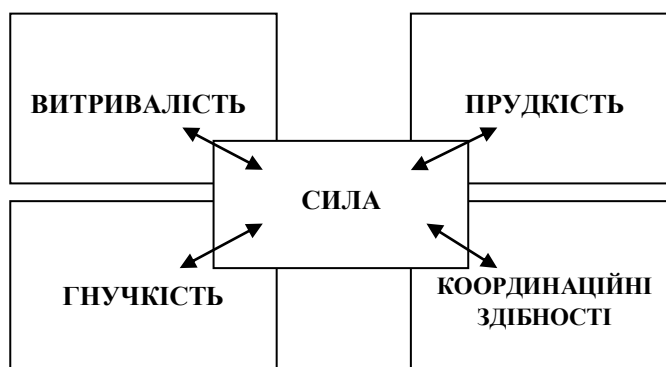 ВИТРИВАЛІСТЬ
ПРУДКІСТЬ
СИЛА
ГНУЧКІСТЬ
КООРДИНАЦІЙНІ
ЗДІБНОСТІ